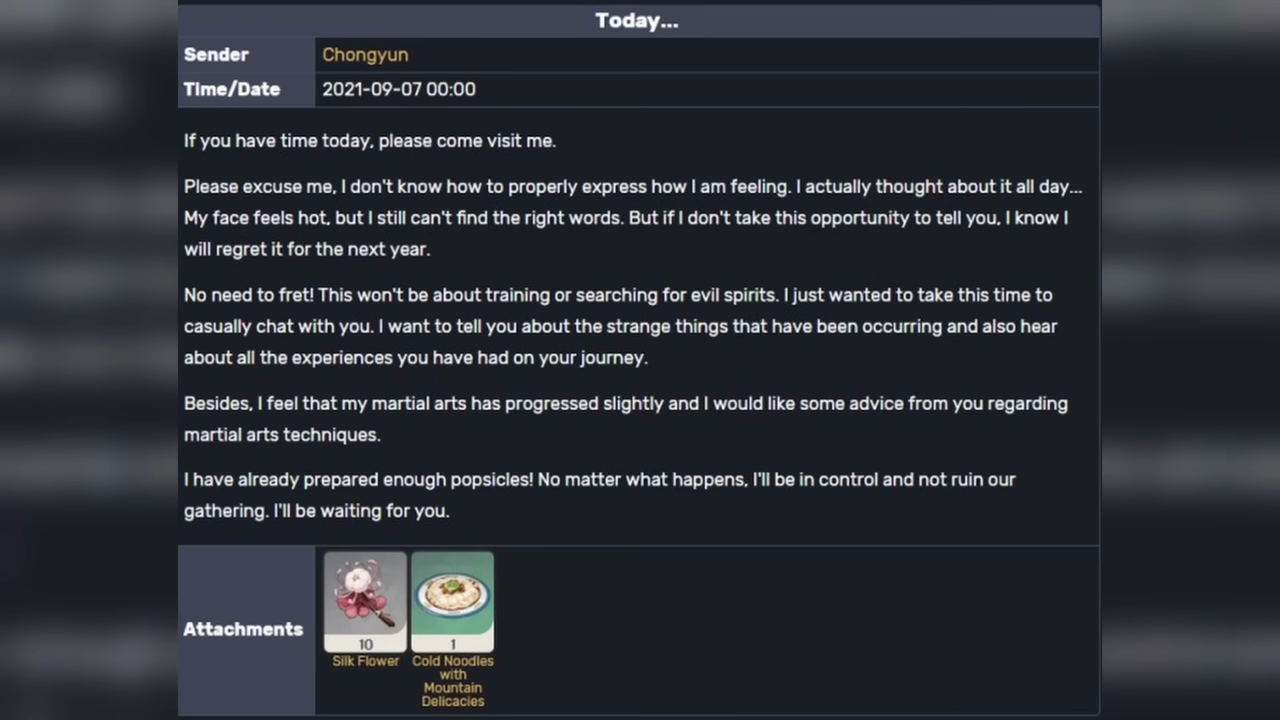 Today...
Sender Chongyun
Time/Date 2021-09-07 00:00
If you have time today, please come visit me.
Please excuse me, I don't know how to properly express how I am feeling. I actually thought about it all day...
My face feels hot, but I still can't find the right words. But if I don't take this opportunity to tell you, I know I
will regret it for the next year.
No need to fret! This won't be about training or searching for evil spirits. I just wanted to take this time to
casually chat with you. I want to tell you about the strange things that have been occurring and also hear
about all the experiences you have had on your journey.
Besides, I feel that my martial arts has progressed slightly and I would like some advice from you regarding
martial arts techniques.
I have already prepared enough popsicles! No matter what happens, I'll be in control and not ruin our
gathering. I'll be waiting for you.
Attachments
10 1
Silk Flower Cold Noodles
with
Mountain
Delicacies